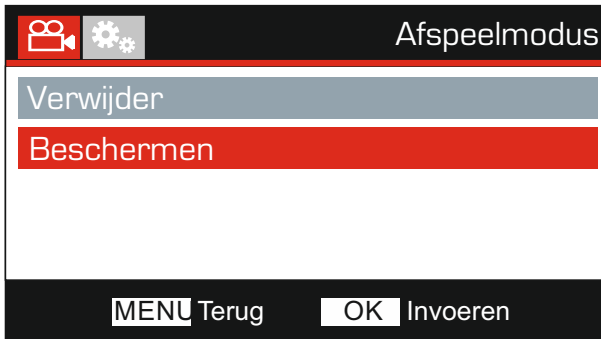 Afspeelmodus
Verwijder
Beschermen
MENU Terug OK Invoeren